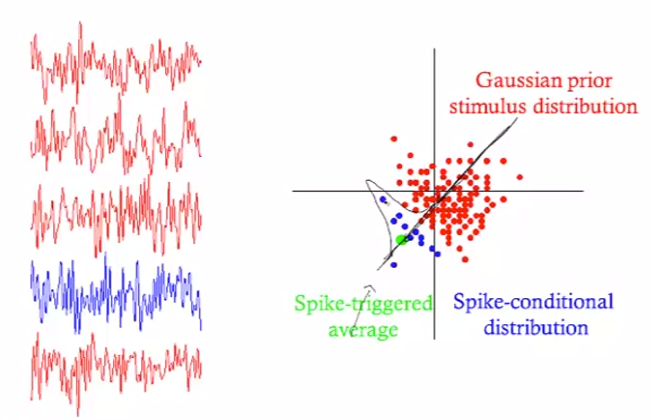 Gaussian prior
stimulus distribution
Spike-triggered
average
Spike-conditional
distribution